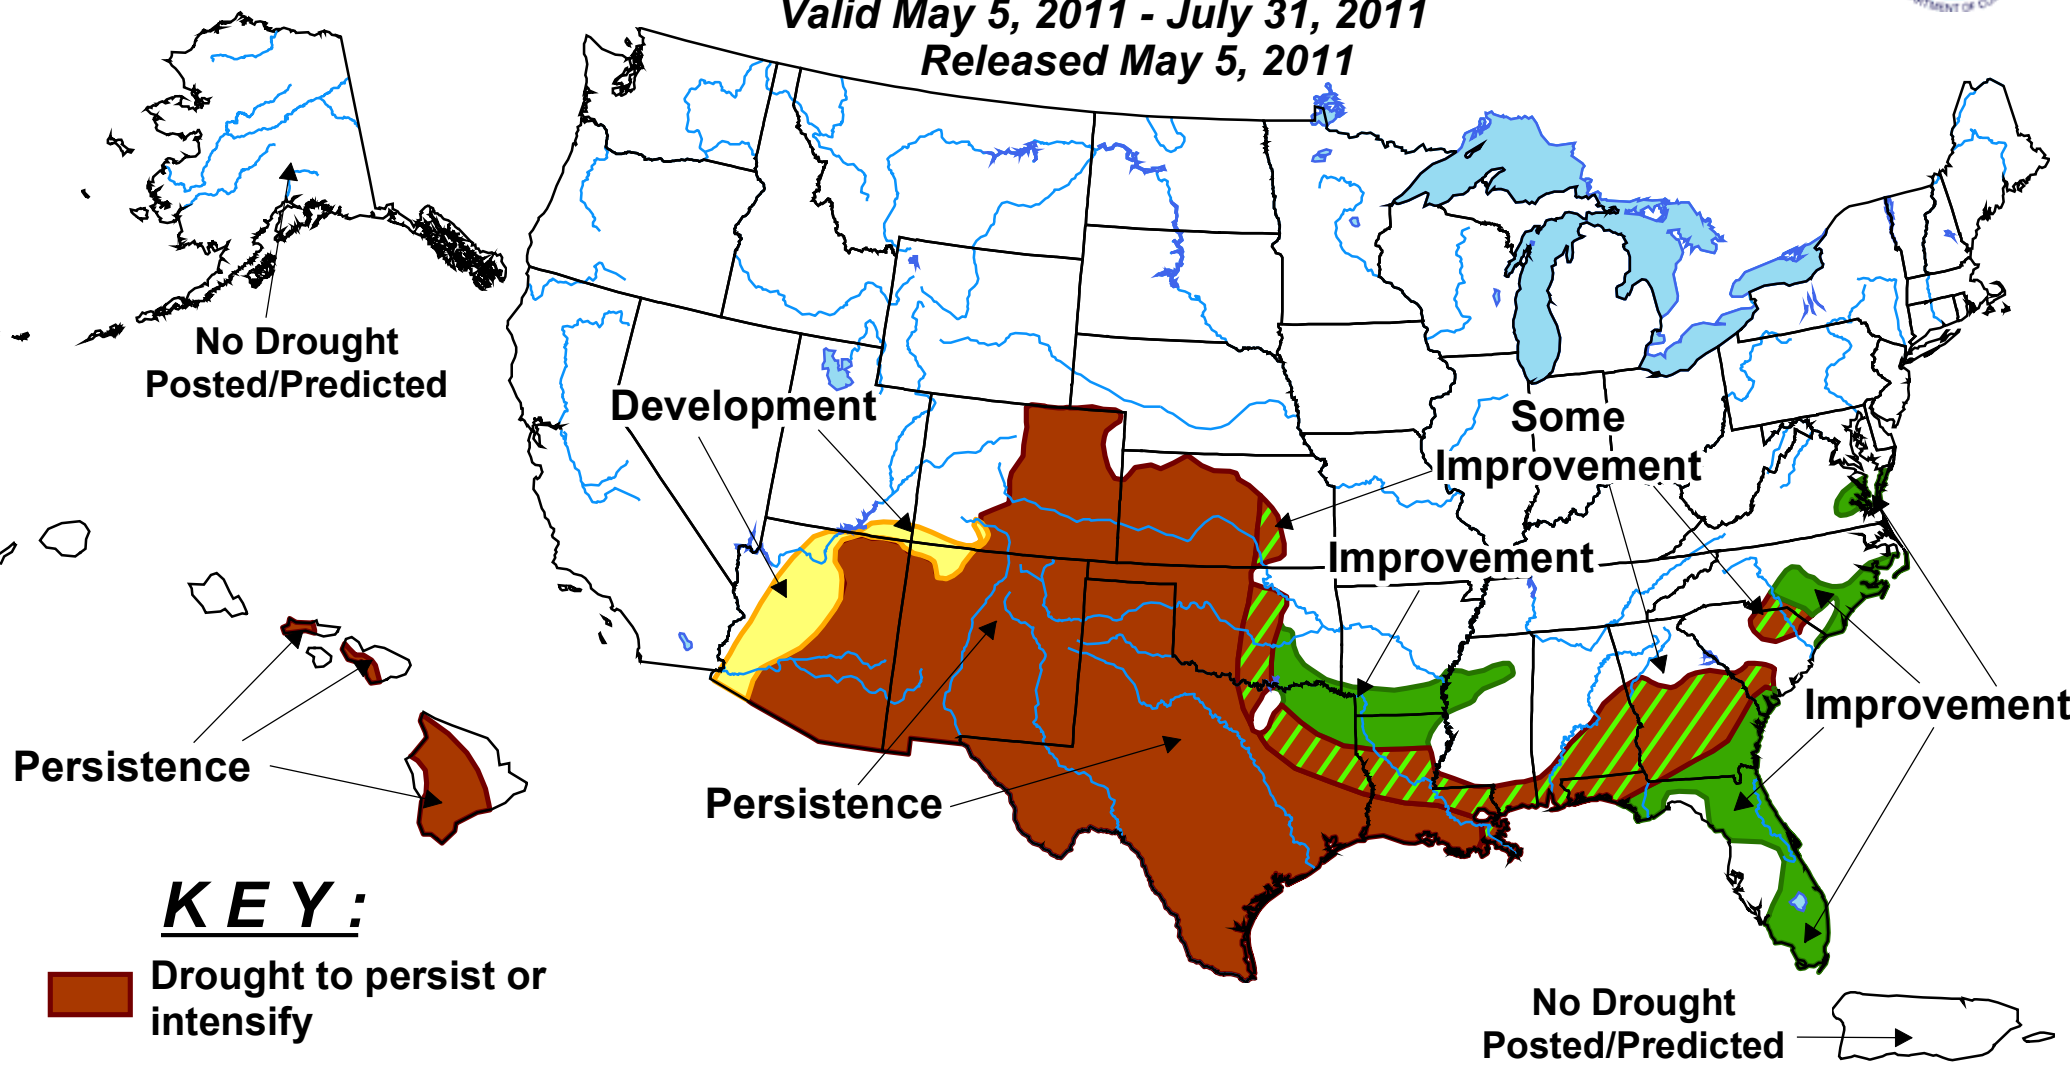 Valid May 5, 2011 - July 31, 2011
Released May 5, 2011
No Drought
Posted/Predicted
Development
Some
Improvement
Improvement
Improvement
Persistence
Persistence
K E Y :
Drought to persist or
intensify
No Drought
Posted/Predicted